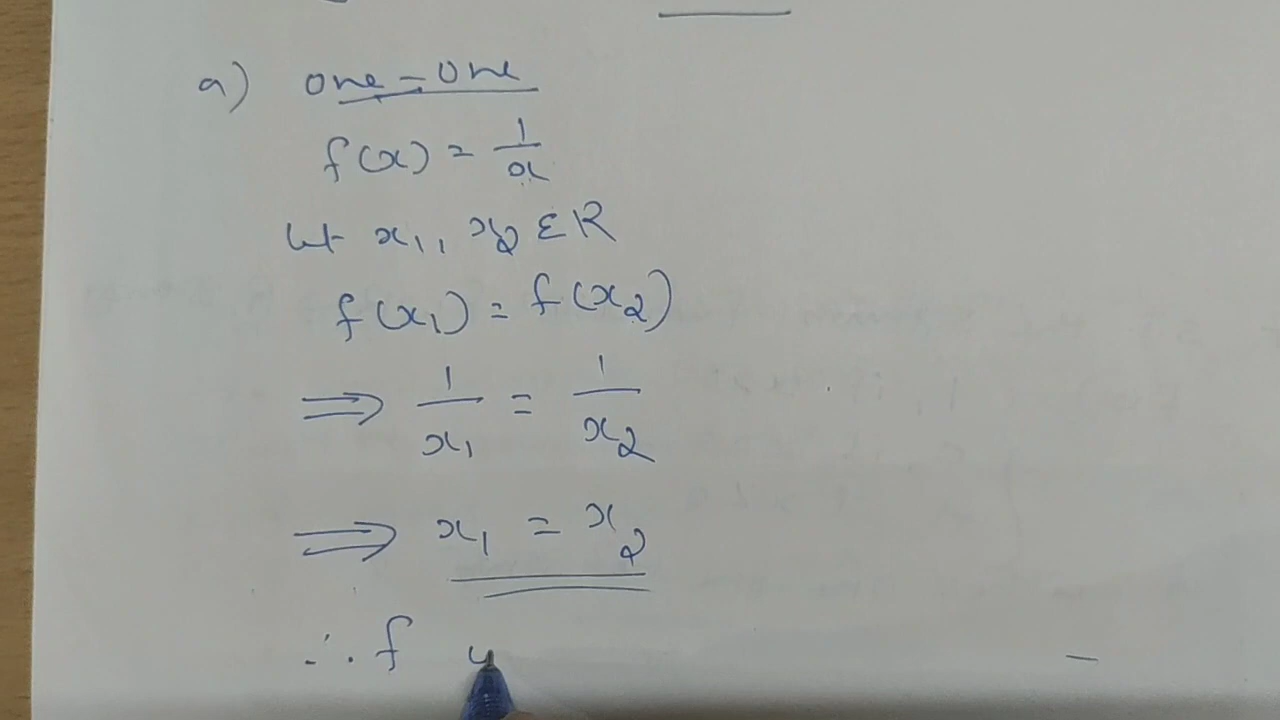 a) one-one
f(x) = 1/x
let x₁, x₂ ∈ R
f(x₁) = f(x₂)
⟹ 1/x₁ = 1/x₂
⟹ x₁ = x₂
∴ f